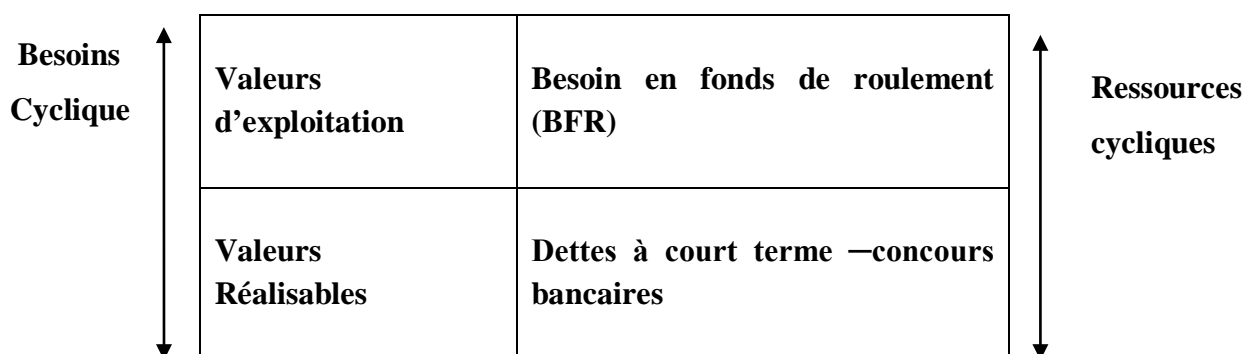 Besoins
Cyclique
Valeurs
d’exploitation
Besoin en fonds de roulement
(BFR)
Ressources
cycliques
Valeurs
Réalisables
Dettes à court terme —concours
bancaires